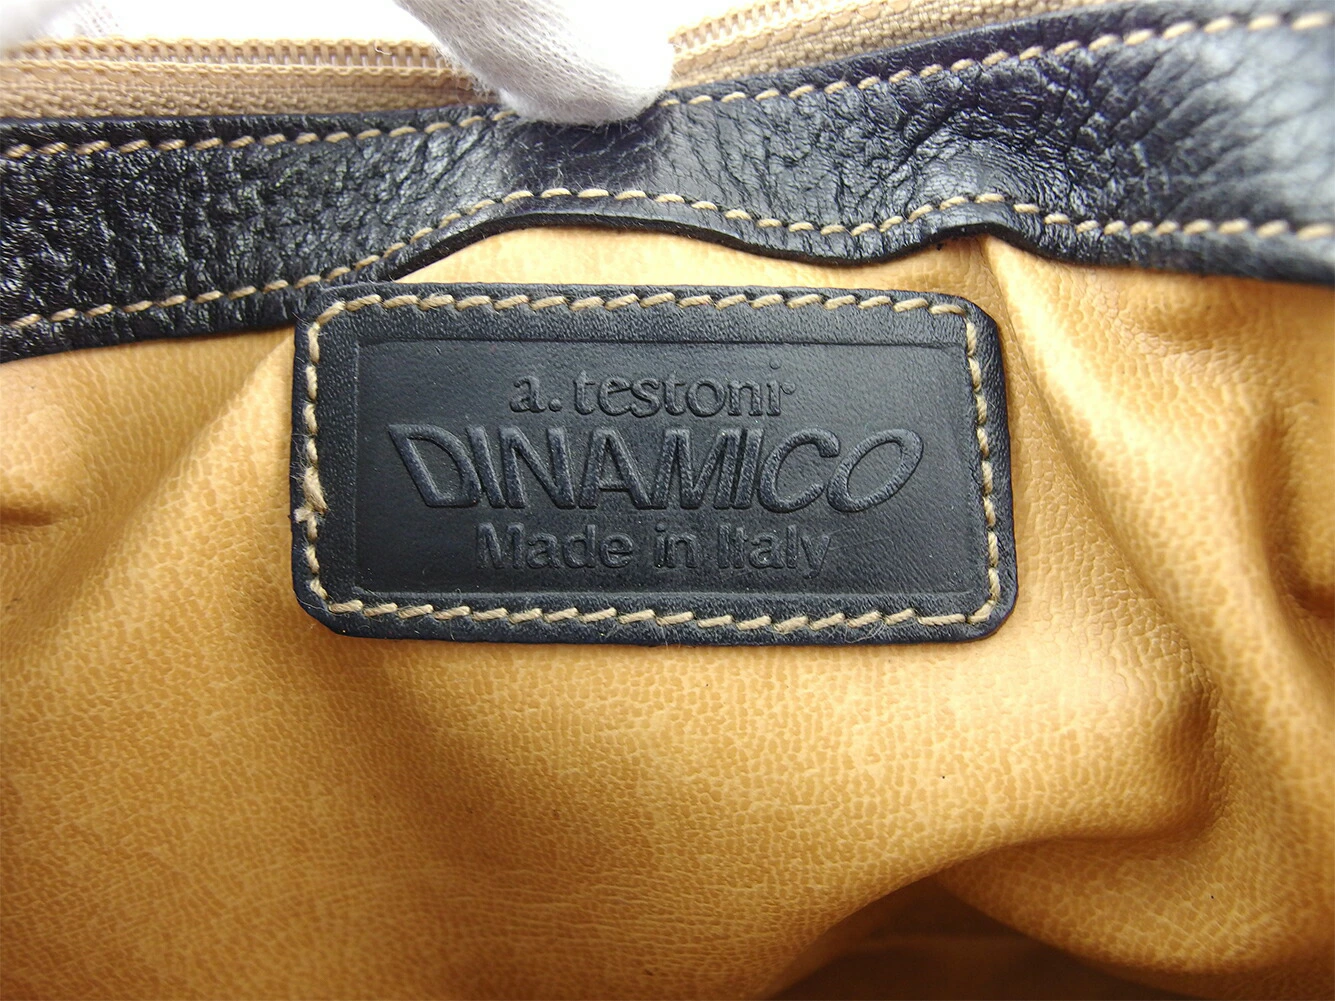 a. testoni
DINAMICO
Made in Italy